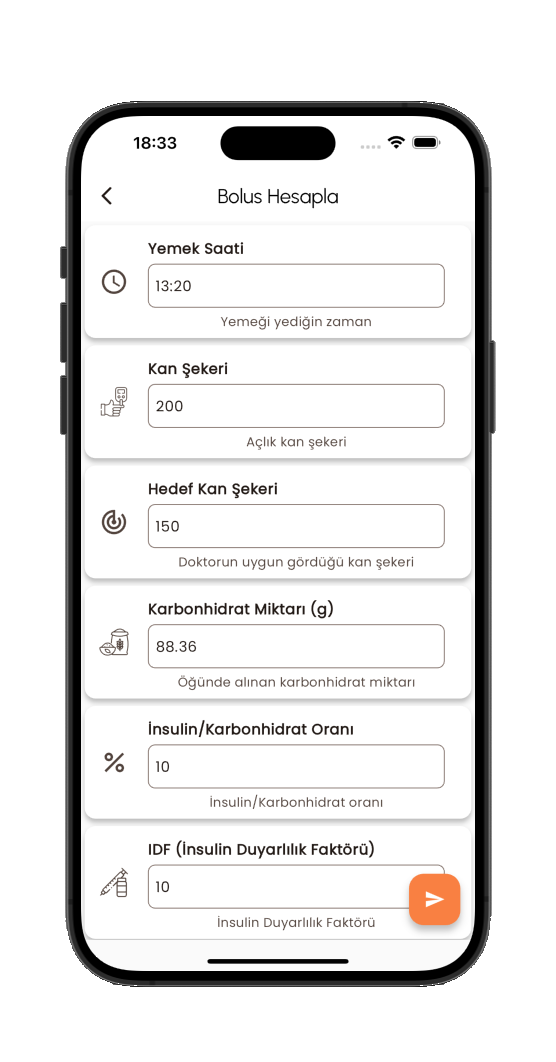 18:33
Bolus Hesapla
Yemek Saati
13:20
Yemeği yediğin zaman
Kan Şekeri
200
Açlık kan şekeri
Hedef Kan Şekeri
150
Doktorun uygun gördüğü kan şekeri
Karbonhidrat Miktarı (g)
88.36
Öğünde alınan karbonhidrat miktarı
İnsulin/Karbonhidrat Oranı
10
İnsulin/Karbonhidrat oranı
IDF (İnsulin Duyarlılık Faktörü)
10
İnsulin Duyarlılık Faktörü